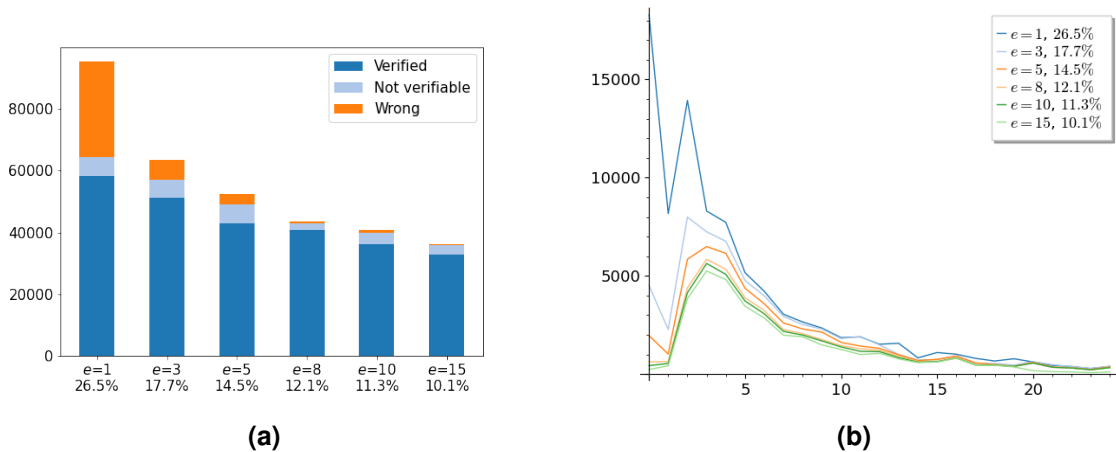 Verified
Not verifiable
Wrong
80000
60000
40000
20000
0
e=1 e=3 e=5 e=8 e=10 e=15
26.5% 17.7% 14.5% 12.1% 11.3% 10.1%
(a)
e = 1, 26.5%
e = 3, 17.7%
e = 5, 14.5%
e = 8, 12.1%
e = 10, 11.3%
e = 15, 10.1%
15000
10000
5000
5 10 15 20
(b)